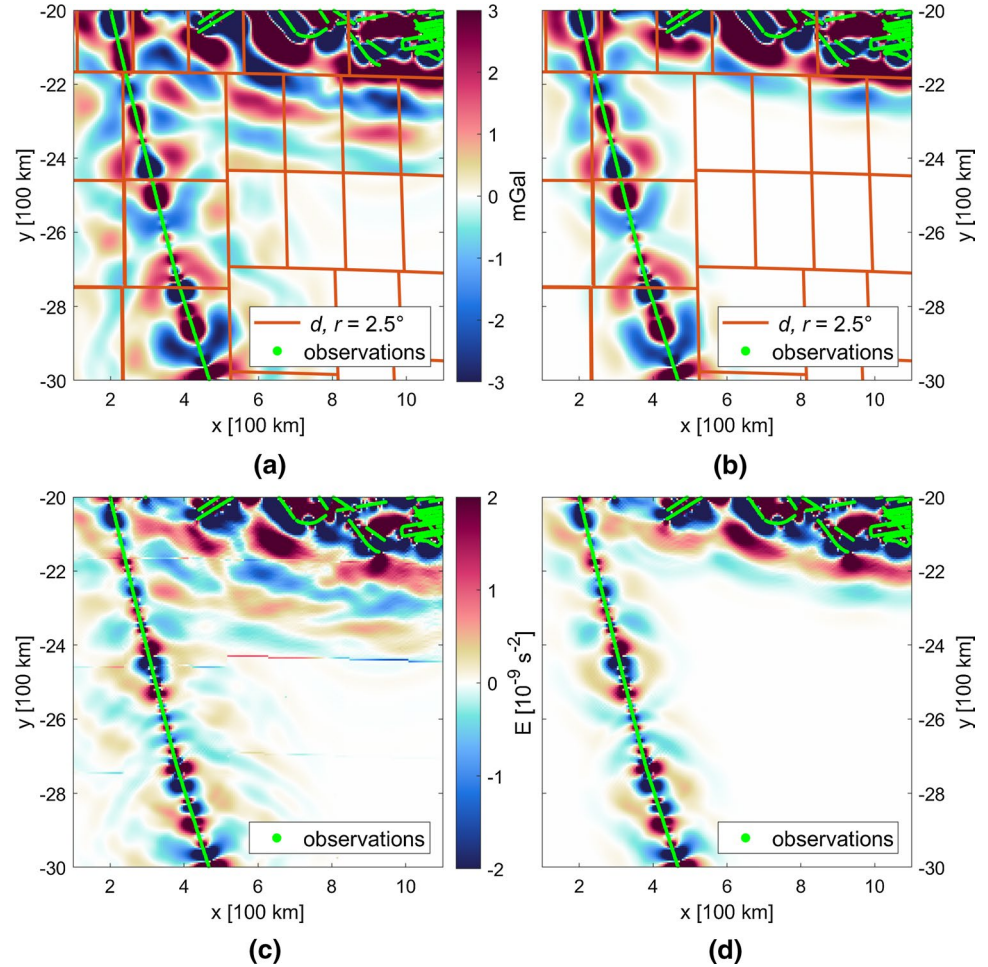 -20
-22
-24
-26
-28
-30
y [100 km]
2
4
6
8
10
x [100 km]
d, r = 2.5°
observations
(a)
3
2
1
0
-1
-2
-3
mGal
-20
-22
-24
-26
-28
-30
y [100 km]
2
4
6
8
10
x [100 km]
d, r = 2.5°
observations
(b)
-20
-22
-24
-26
-28
-30
y [100 km]
2
4
6
8
10
x [100 km]
observations
(c)
2
1
0
-1
-2
E [10⁻⁹ s⁻²]
-20
-22
-24
-26
-28
-30
y [100 km]
2
4
6
8
10
x [100 km]
observations
(d)